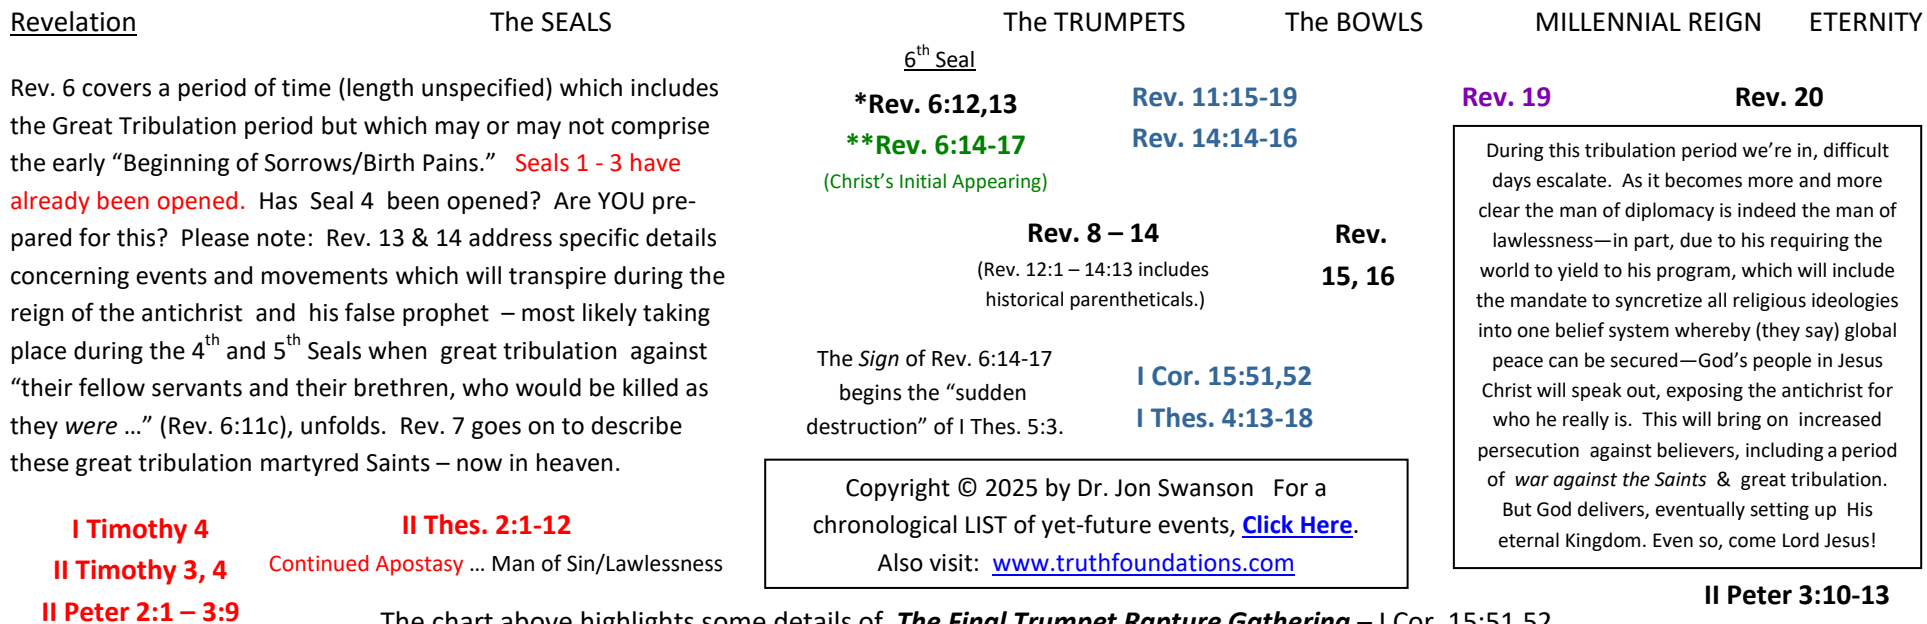 Revelation The SEALS The TRUMPETS The BOWLS MILLENNIAL REIGN ETERNITY
Rev. 6 covers a period of time (length unspecified) which includes
the Great Tribulation period but which may or may not comprise
the early “Beginning of Sorrows/Birth Pains.” Seals 1 - 3 have
already been opened. Has Seal 4 been opened? Are YOU pre-
pared for this? Please note: Rev. 13 & 14 address specific details
concerning events and movements which will transpire during the
reign of the antichrist and his false prophet – most likely taking
place during the 4th and 5th Seals when great tribulation against
“their fellow servants and their brethren, who would be killed as
they were …” (Rev. 6:11c), unfolds. Rev. 7 goes on to describe
these great tribulation martyred Saints – now in heaven.
I Timothy 4
II Timothy 3, 4
II Peter 2:1 – 3:9
II Thes. 2:1-12
Continued Apostasy … Man of Sin/Lawlessness
6th Seal
*Rev. 6:12,13
**Rev. 6:14-17
(Christ’s Initial Appearing)
Rev. 11:15-19
Rev. 14:14-16
Rev. 8 – 14
(Rev. 12:1 – 14:13 includes
historical parentheticals.)
Rev.
15, 16
The Sign of Rev. 6:14-17
begins the “sudden
destruction” of I Thes. 5:3.
I Cor. 15:51,52
I Thes. 4:13-18
Copyright © 2025 by Dr. Jon Swanson For a
chronological LIST of yet-future events, Click Here.
Also visit: www.truthfoundations.com
Rev. 19 Rev. 20
During this tribulation period we’re in, difficult
days escalate. As it becomes more and more
clear the man of diplomacy is indeed the man of
lawlessness—in part, due to his requiring the
world to yield to his program, which will include
the mandate to syncretize all religious ideologies
into one belief system whereby (they say) global
peace can be secured—God’s people in Jesus
Christ will speak out, exposing the antichrist for
who he really is. This will bring on increased
persecution against believers, including a period
of war against the Saints & great tribulation.
But God delivers, eventually setting up His
eternal Kingdom. Even so, come Lord Jesus!
II Peter 3:10-13
The chart above highlights some details of The Final Trumpet Rapture Gathering – I Cor. 15:51,52